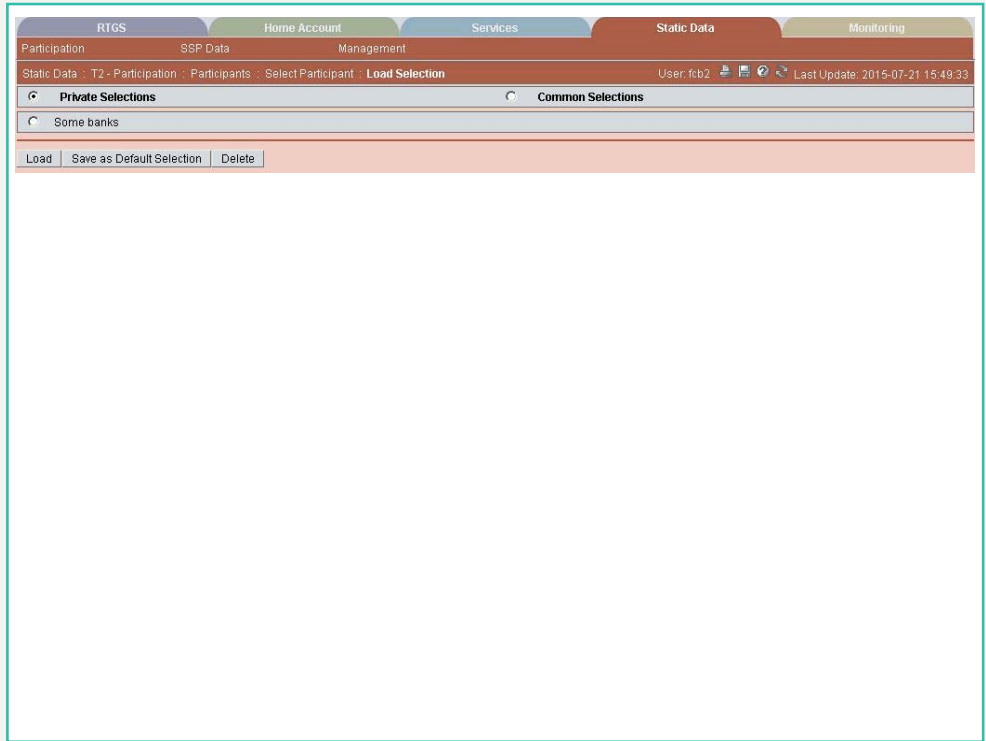 RTGS Home Account Services Static Data Monitoring
Participation SSP Data Management
Static Data : T2 - Participation : Participants : Select Participant : Load Selection User: fcb2 Last Update: 2015-07-21 15:49:33
Private Selections Common Selections
Some banks
Load Save as Default Selection Delete